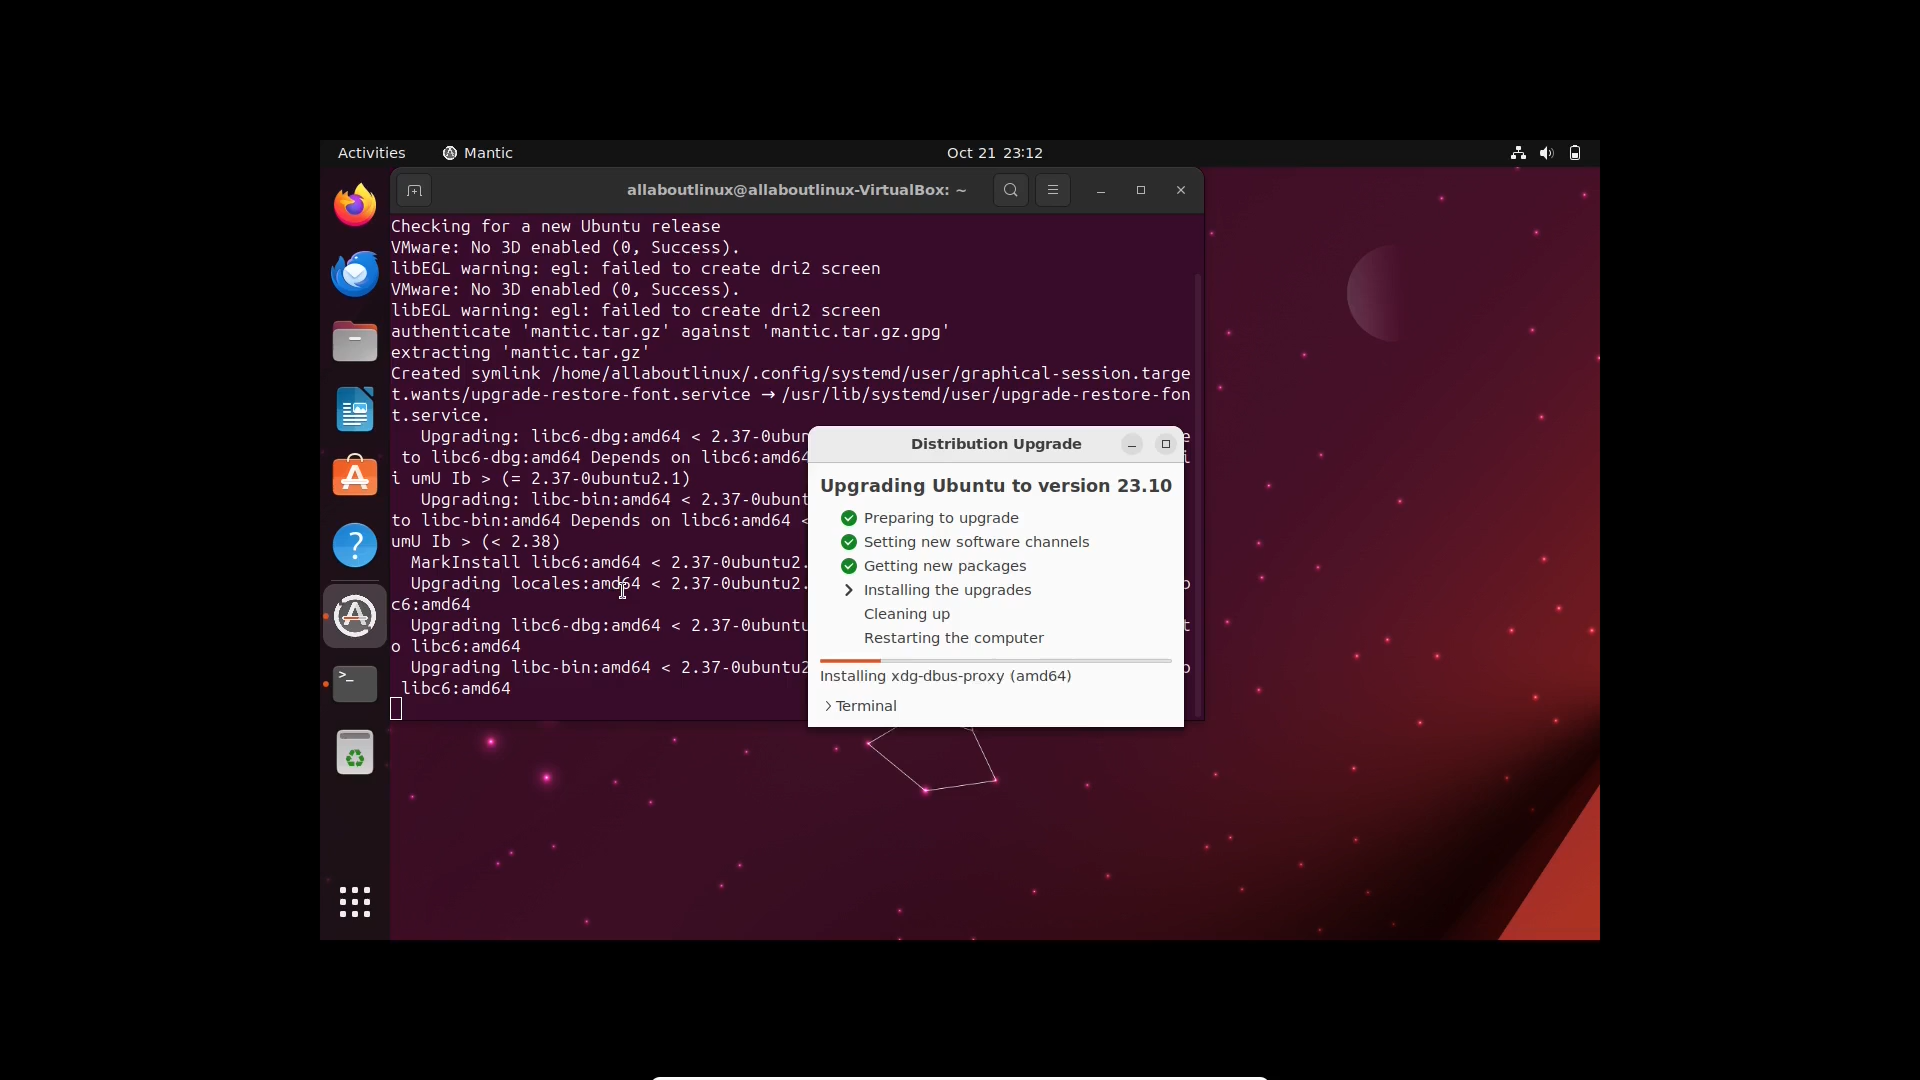 Activities
Mantic
Oct 21 23:12
allaboutlinux@allaboutlinux-VirtualBox: ~
Checking for a new Ubuntu release
VMware: No 3D enabled (0, Success).
libEGL warning: egl: failed to create dri2 screen
VMware: No 3D enabled (0, Success).
libEGL warning: egl: failed to create dri2 screen
authenticate 'mantic.tar.gz' against 'mantic.tar.gz.gpg'
extracting 'mantic.tar.gz'
Created symlink /home/allaboutlinux/.config/systemd/user/graphical-session.targe
t.wants/upgrade-restore-font.service → /usr/lib/systemd/user/upgrade-restore-fon
t.service.
Upgrading: libc6-dbg:amd64 < 2.37-0ubun e
to libc6-dbg:amd64 Depends on libc6:amd64 i
i umU Ib > (= 2.37-0ubuntu2.1)
Upgrading: libc-bin:amd64 < 2.37-0ubunt
to libc-bin:amd64 Depends on libc6:amd64 <
umU Ib > (< 2.38)
MarkInstall libc6:amd64 < 2.37-0ubuntu2.
Upgrading locales:amd64 < 2.37-0ubuntu2. o
c6:amd64
Upgrading libc6-dbg:amd64 < 2.37-0ubuntu t
o libc6:amd64
Upgrading libc-bin:amd64 < 2.37-0ubuntu2 o
libc6:amd64
Distribution Upgrade
Upgrading Ubuntu to version 23.10
Preparing to upgrade
Setting new software channels
Getting new packages
Installing the upgrades
Cleaning up
Restarting the computer
Installing xdg-dbus-proxy (amd64)
Terminal